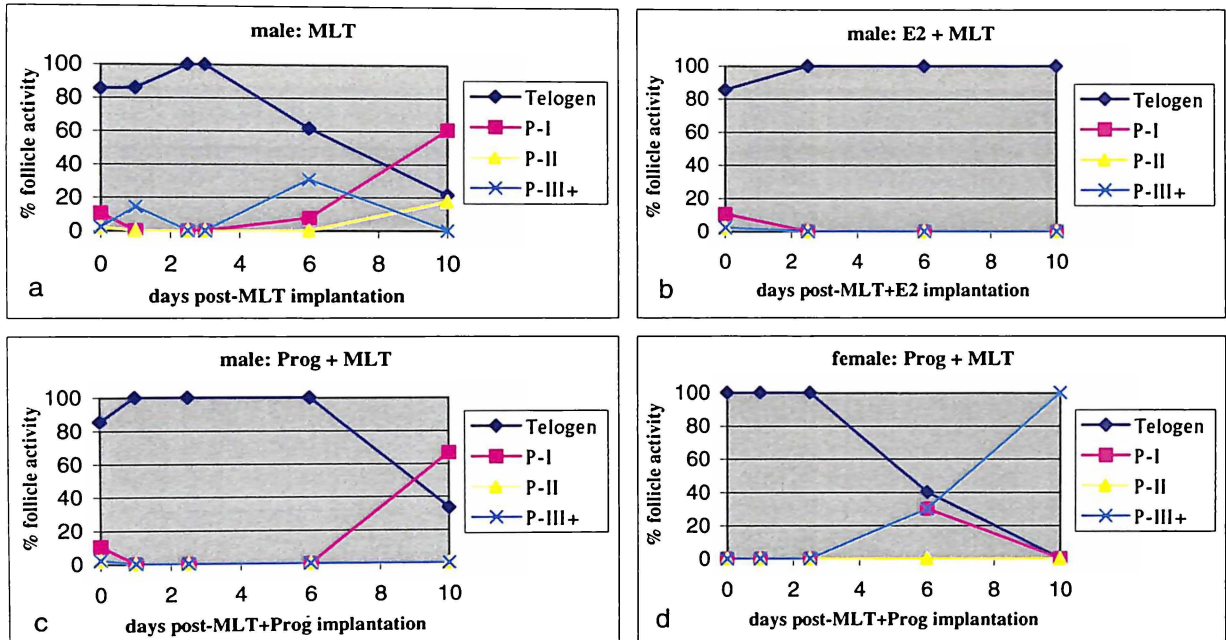 male: MLT
100
80
60
40
20
0
% follicle activity
0 2 4 6 8 10
days post-MLT implantation
Telogen
P-I
P-II
P-III+
a
male: E2 + MLT
100
80
60
40
20
0
% follicle activity
0 2 4 6 8 10
days post-MLT+E2 implantation
Telogen
P-I
P-II
P-III+
b
male: Prog + MLT
100
80
60
40
20
0
% follicle activity
0 2 4 6 8 10
days post-MLT+Prog implantation
Telogen
P-I
P-II
P-III+
c
female: Prog + MLT
100
80
60
40
20
0
% follicle activity
0 2 4 6 8 10
days post-MLT+Prog implantation
Telogen
P-I
P-II
P-III+
d